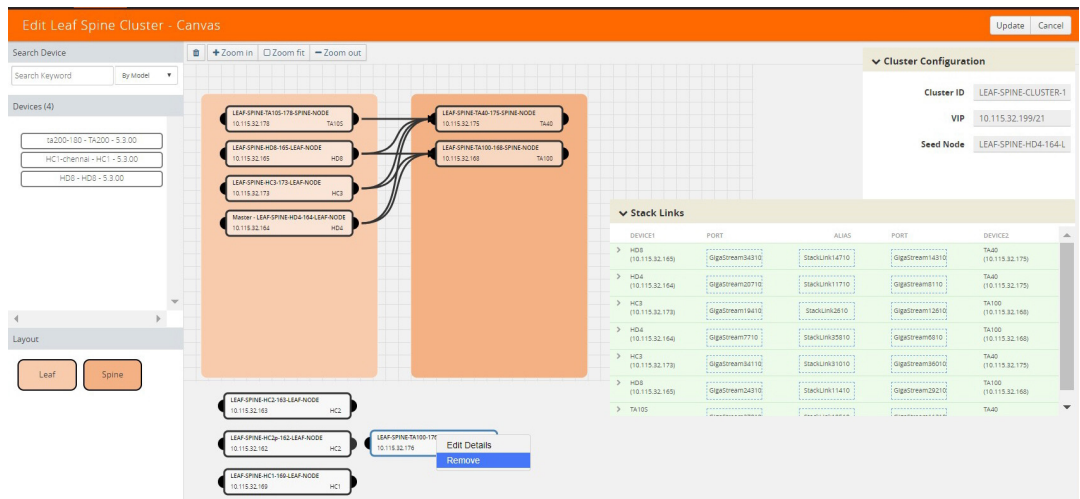 Edit Leaf Spine Cluster - Canvas
Update Cancel
Search Device
Zoom in Zoom fit Zoom out
Search Keyword By Model
Cluster Configuration
Cluster ID LEAF-SPINE-CLUSTER-1
VIP 10.115.32.199/21
Seed Node LEAF-SPINE-HD4-164-L
Devices (4)
ta200-180 - TA200 - 5.3.00
HC1-chennai - HC1 - 5.3.00
HD8 - HD8 - 5.3.00
LEAF-SPINE-TA10S-178-SPINE-NODE
10.115.32.178 TA10S
LEAF-SPINE-HD8-165-LEAF-NODE
10.115.32.165 HD8
LEAF-SPINE-HC3-173-LEAF-NODE
10.115.32.173 HC3
Master - LEAF-SPINE-HD4-164-LEAF-NODE
10.115.32.164 HD4
LEAF-SPINE-TA40-175-SPINE-NODE
10.115.32.175 TA40
LEAF-SPINE-TA100-168-SPINE-NODE
10.115.32.168 TA100
Stack Links
DEVICE1 PORT ALIAS PORT DEVICE2
HD8 (10.115.32.165) GigaStream34310 StackLink14710 GigaStream14310 TA40 (10.115.32.175)
HD4 (10.115.32.164) GigaStream20710 StackLink11710 GigaStream8110 TA40 (10.115.32.175)
HC3 (10.115.32.173) GigaStream19410 StackLink2610 GigaStream12610 TA100 (10.115.32.168)
HD4 (10.115.32.164) GigaStream7710 StackLink35810 GigaStream6810 TA100 (10.115.32.168)
HC3 (10.115.32.173) GigaStream34110 StackLink31010 GigaStream36010 TA40 (10.115.32.175)
HD8 (10.115.32.165) GigaStream24310 StackLink11410 GigaStream29210 TA100 (10.115.32.168)
TA10S TA40
Layout
Leaf Spine
LEAF-SPINE-HC2-163-LEAF-NODE
10.115.32.163 HC2
LEAF-SPINE-HC2p-162-LEAF-NODE
10.115.32.162 HC2
LEAF-SPINE-TA100-176
10.115.32.176
Edit Details
Remove
LEAF-SPINE-HC1-169-LEAF-NODE
10.115.32.169 HC1